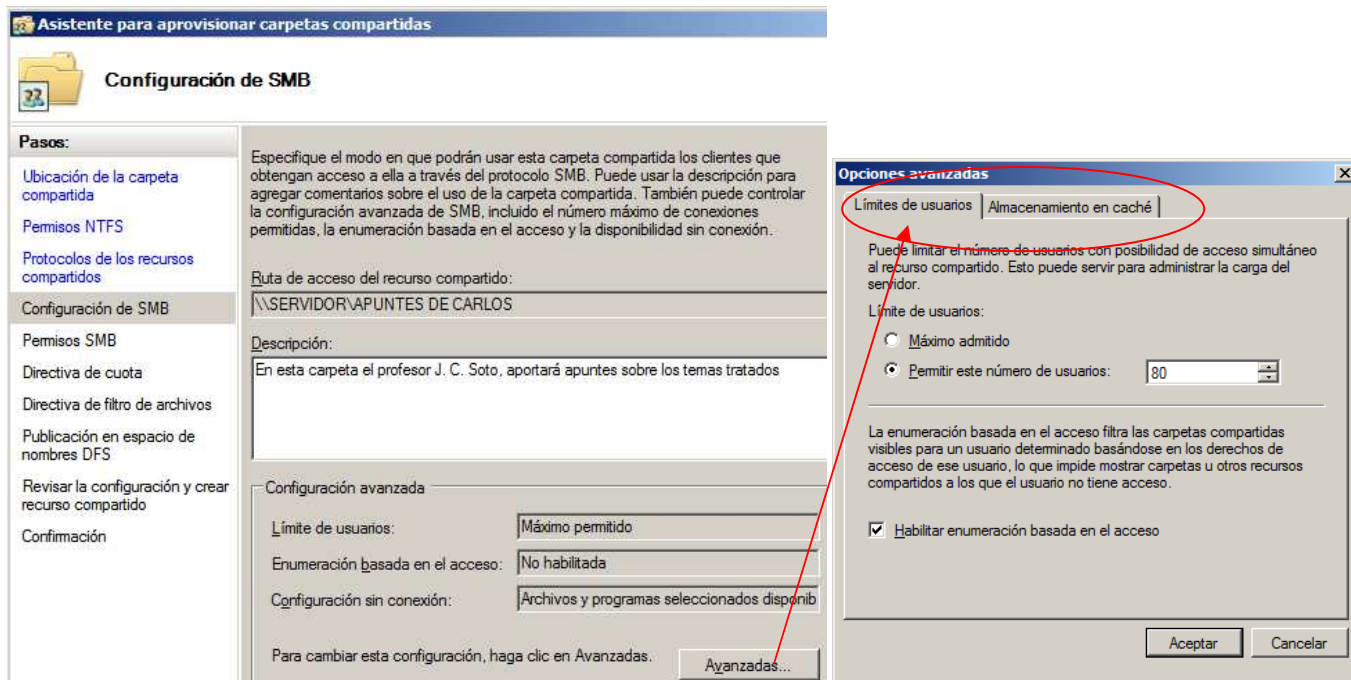 Asistente para aprovisionar carpetas compartidas
Configuración de SMB
Pasos:
Ubicación de la carpeta
compartida
Permisos NTFS
Protocolos de los recursos
compartidos
Configuración de SMB
Permisos SMB
Directiva de cuota
Directiva de filtro de archivos
Publicación en espacio de
nombres DFS
Revisar la configuración y crear
recurso compartido
Confirmación
Especifique el modo en que podrán usar esta carpeta compartida los clientes que
obtengan acceso a ella a través del protocolo SMB. Puede usar la descripción para
agregar comentarios sobre el uso de la carpeta compartida. También puede controlar
la configuración avanzada de SMB, incluido el número máximo de conexiones
permitidas, la enumeración basada en el acceso y la disponibilidad sin conexión.
Ruta de acceso del recurso compartido:
\\SERVIDOR\APUNTES DE CARLOS
Descripción:
En esta carpeta el profesor J. C. Soto, aportará apuntes sobre los temas tratados
Configuración avanzada
Límite de usuarios: Máximo permitido
Enumeración basada en el acceso: No habilitada
Configuración sin conexión: Archivos y programas seleccionados disponib
Para cambiar esta configuración, haga clic en Avanzadas. Avanzadas...
Opciones avanzadas
Límites de usuarios Almacenamiento en caché
Puede limitar el número de usuarios con posibilidad de acceso simultáneo
al recurso compartido. Esto puede servir para administrar la carga del
servidor.
Límite de usuarios:
Máximo admitido
Permitir este número de usuarios: 80
La enumeración basada en el acceso filtra las carpetas compartidas
visibles para un usuario determinado basándose en los derechos de
acceso de ese usuario, lo que impide mostrar carpetas u otros recursos
compartidos a los que el usuario no tiene acceso.
Habilitar enumeración basada en el acceso
Aceptar Cancelar